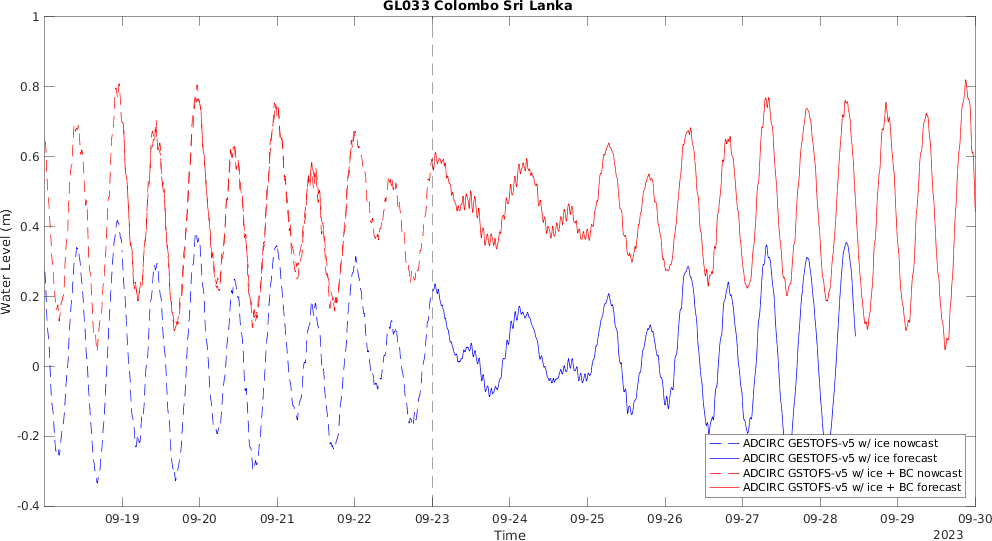 GL033 Colombo Sri Lanka
1
0.8
0.6
0.4
0.2
0
-0.2
-0.4
Water Level (m)
ADCIRC GESTOFS-v5 w/ ice nowcast
ADCIRC GESTOFS-v5 w/ ice forecast
ADCIRC GSTOFS-v5 w/ ice + BC nowcast
ADCIRC GSTOFS-v5 w/ ice + BC forecast
09-19 09-20 09-21 09-22 09-23 09-24 09-25 09-26 09-27 09-28 09-29 09-30
Time
2023